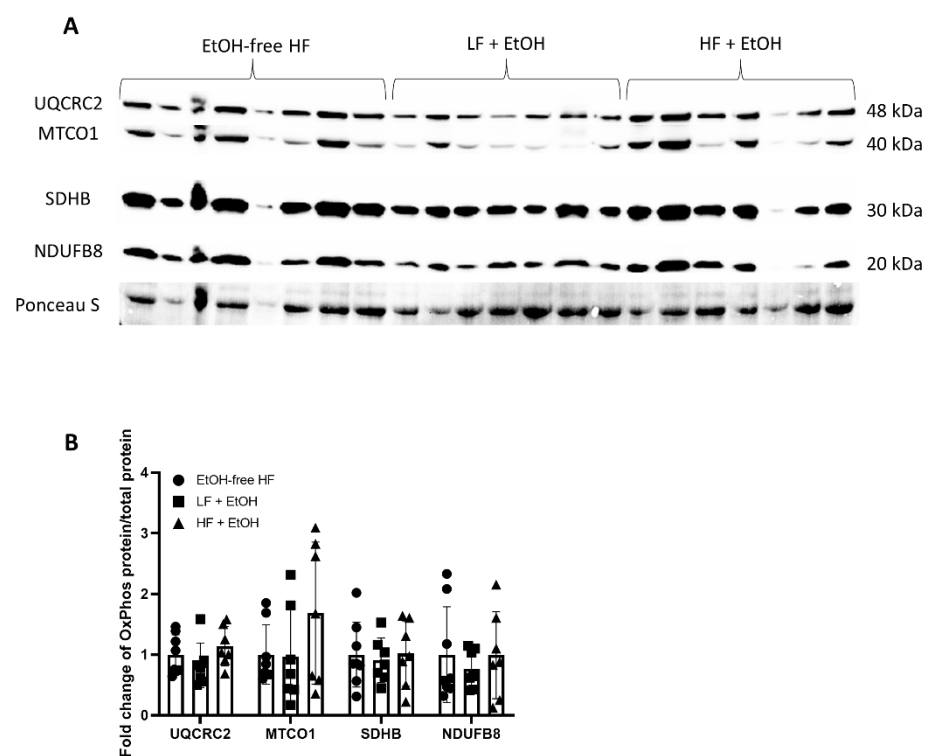 A
EtOH-free HF
LF + EtOH
HF + EtOH
UQCRC2
48 kDa
MTCO1
40 kDa
SDHB
30 kDa
NDUFB8
20 kDa
Ponceau S
B
Fold change of OxPhos protein/total protein
4
3
2
1
0
EtOH-free HF
LF + EtOH
HF + EtOH
UQCRC2
MTCO1
SDHB
NDUFB8